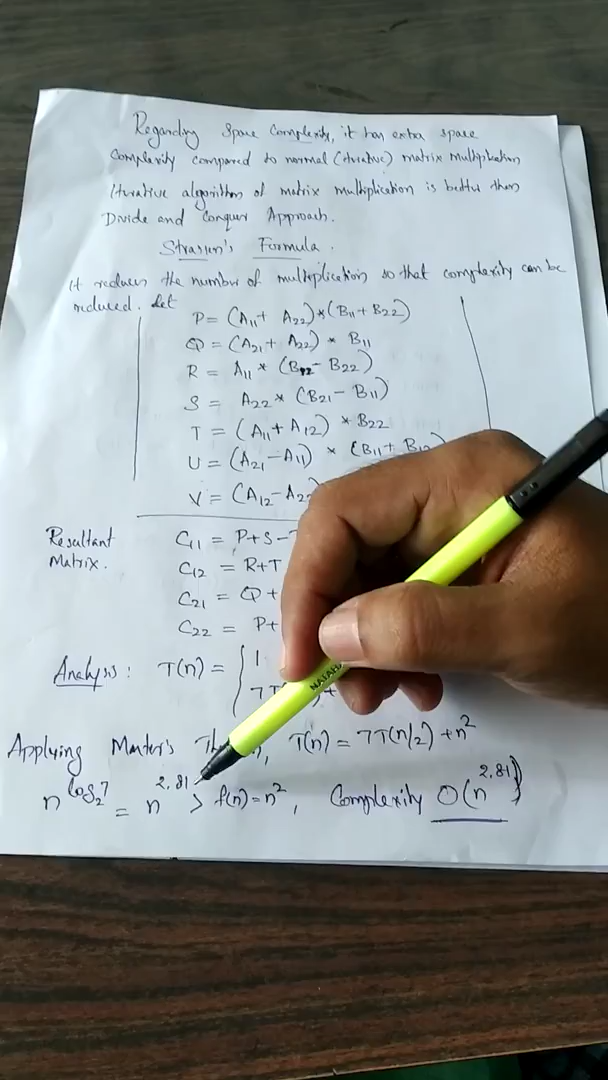 Regarding Space Complexity, it has extra space
Complexity compared to normal (iterative) matrix multiplication
Iterative algorithm of matrix multiplication is better than
Divide and Conquer Approach.
Strassen's Formula.
It reduces the number of multiplication so that complexity can be
reduced. Let
P = (A11 + A22) * (B11 + B22)
Q = (A21 + A22) * B11
R = A11 * (B12 - B22)
S = A22 * (B21 - B11)
T = (A11 + A12) * B22
U = (A21 - A11) * (B11 + B12)
V = (A12 - A22)
Resultant Matrix.
C11 = P+S-T
C12 = R+T
C21 = Q+
C22 = P+
Analysis: T(n) = { 1
7T
Applying Master's T(n) = 7T(n/2) + n^2
n^log2 7 = n^2.81 > f(n) = n^2, Complexity O(n^2.81)